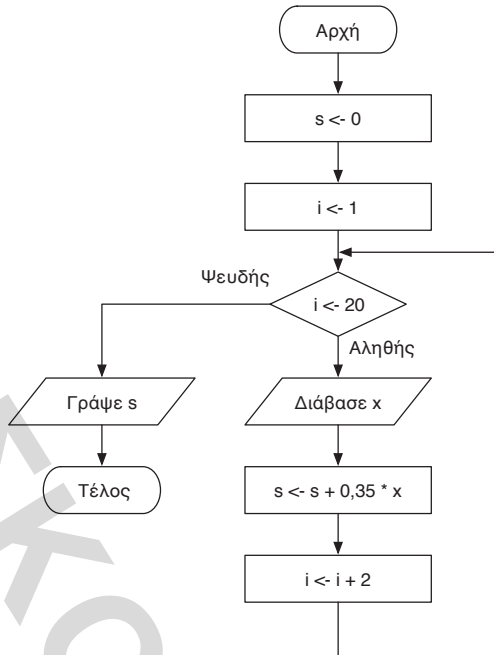 Αρχή
s <- 0
i <- 1
Ψευδής
i <- 20
Αληθής
Γράψε s
Διάβασε x
Τέλος
s <- s + 0,35 * x
i <- i + 2